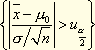 { | (x̄ − μ₀) / (σ/√n) | > u_{α/2} }